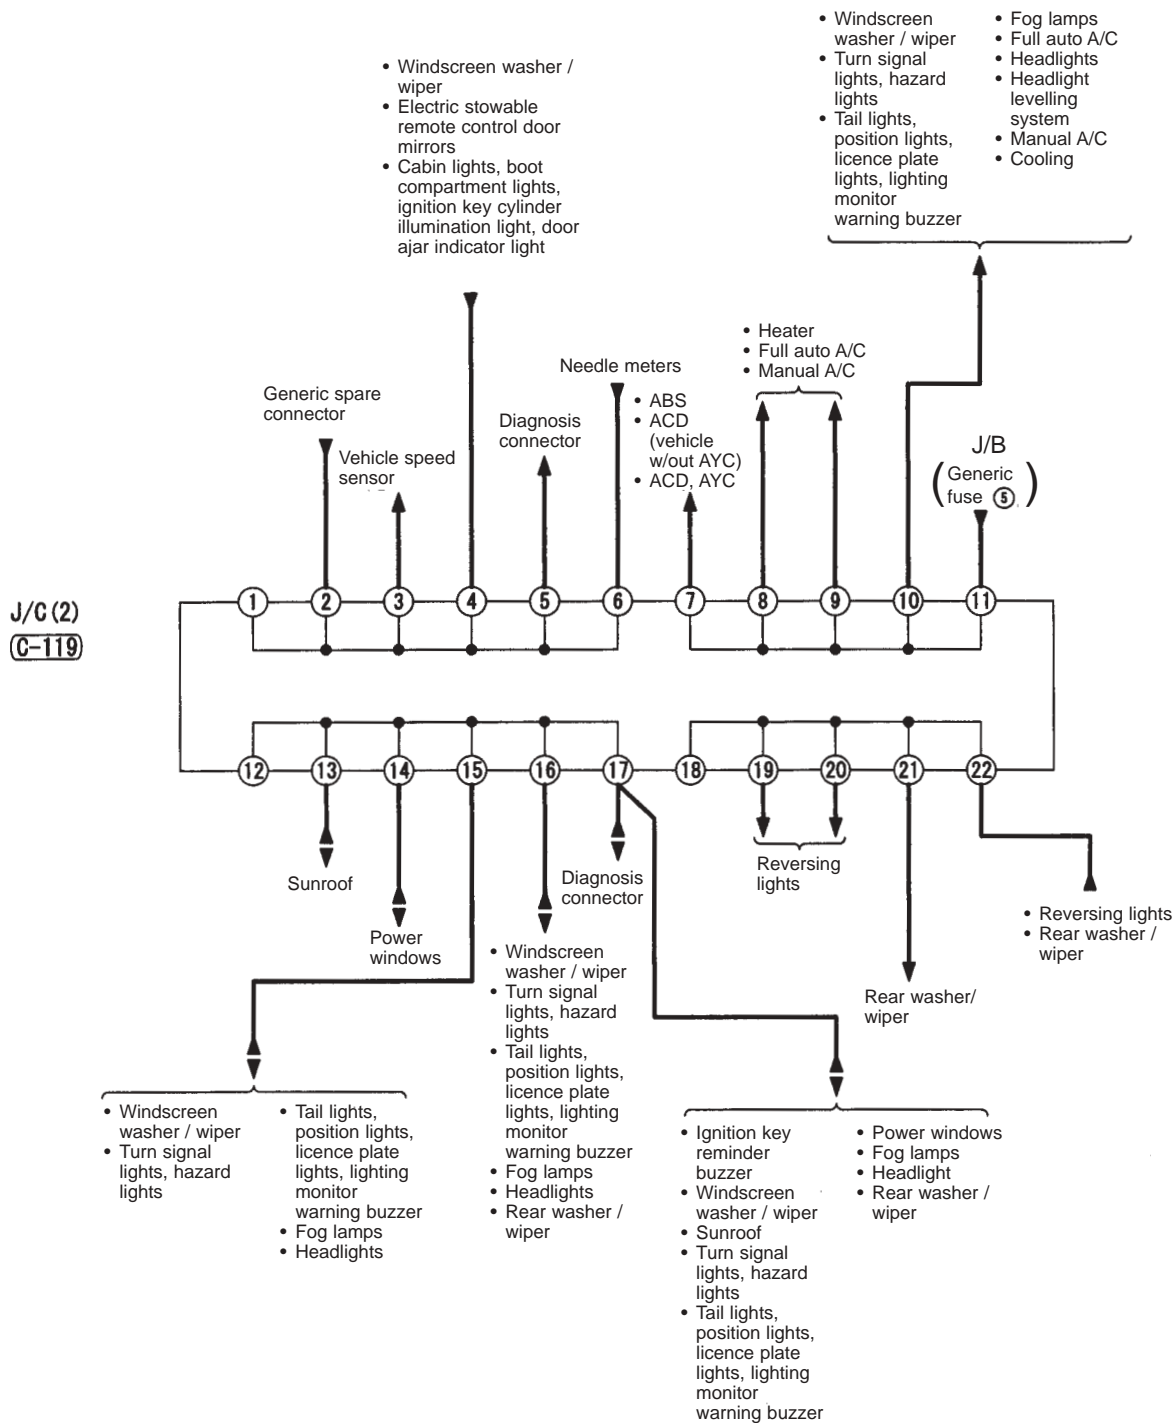 • Windscreen
washer / wiper
• Turn signal
lights, hazard
lights
• Tail lights,
position lights,
licence plate
lights, lighting
monitor
warning buzzer
• Fog lamps
• Full auto A/C
• Headlights
• Headlight
levelling
system
• Manual A/C
• Cooling
• Windscreen washer /
wiper
• Electric stowable
remote control door
mirrors
• Cabin lights, boot
compartment lights,
ignition key cylinder
illumination light, door
ajar indicator light
• Heater
• Full auto A/C
• Manual A/C
Needle meters
Generic spare
connector
• ABS
• ACD
(vehicle
w/out AYC)
• ACD, AYC
Diagnosis
connector
Vehicle speed
sensor
J/B
(Generic
fuse ⑤)
J/C (2)
C-119
1 2 3 4 5 6 7 8 9 10 11
12 13 14 15 16 17 18 19 20 21 22
Sunroof
Power
windows
Diagnosis
connector
Reversing
lights
• Reversing lights
• Rear washer /
wiper
Rear washer/
wiper
• Windscreen
washer / wiper
• Turn signal
lights, hazard
lights
• Tail lights,
position lights,
licence plate
lights, lighting
monitor
warning buzzer
• Fog lamps
• Headlights
• Rear washer /
wiper
• Windscreen
washer / wiper
• Turn signal
lights, hazard
lights
• Tail lights,
position lights,
licence plate
lights, lighting
monitor
warning buzzer
• Fog lamps
• Headlights
• Ignition key
reminder
buzzer
• Windscreen
washer / wiper
• Sunroof
• Turn signal
lights, hazard
lights
• Tail lights,
position lights,
licence plate
lights, lighting
monitor
warning buzzer
• Power windows
• Fog lamps
• Headlight
• Rear washer /
wiper